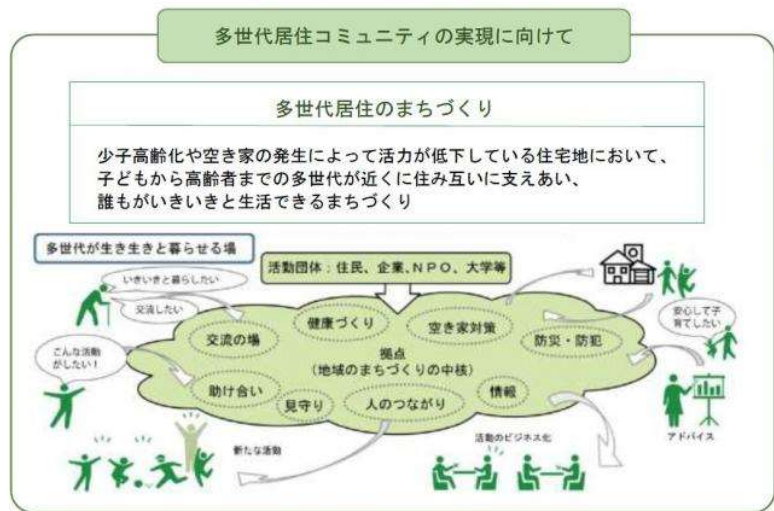 多世代居住コミュニティの実現に向けて
多世代居住のまちづくり
少子高齢化や空き家の発生によって活力が低下している住宅地において、
子どもから高齢者までの多世代が近くに住み互いに支えあい、
誰もがいきいきと生活できるまちづくり
多世代が生き生きと暮らせる場
活動団体：住民、企業、NPO、大学等
いきいきと暮らしたい
交流したい
こんな活動
がしたい！
安心して子
育てしたい
交流の場
健康づくり
空き家対策
防災・防犯
拠点
（地域のまちづくりの中核）
助け合い
見守り
人のつながり
情報
アドバイス
新たな活動
活動のビジネス化